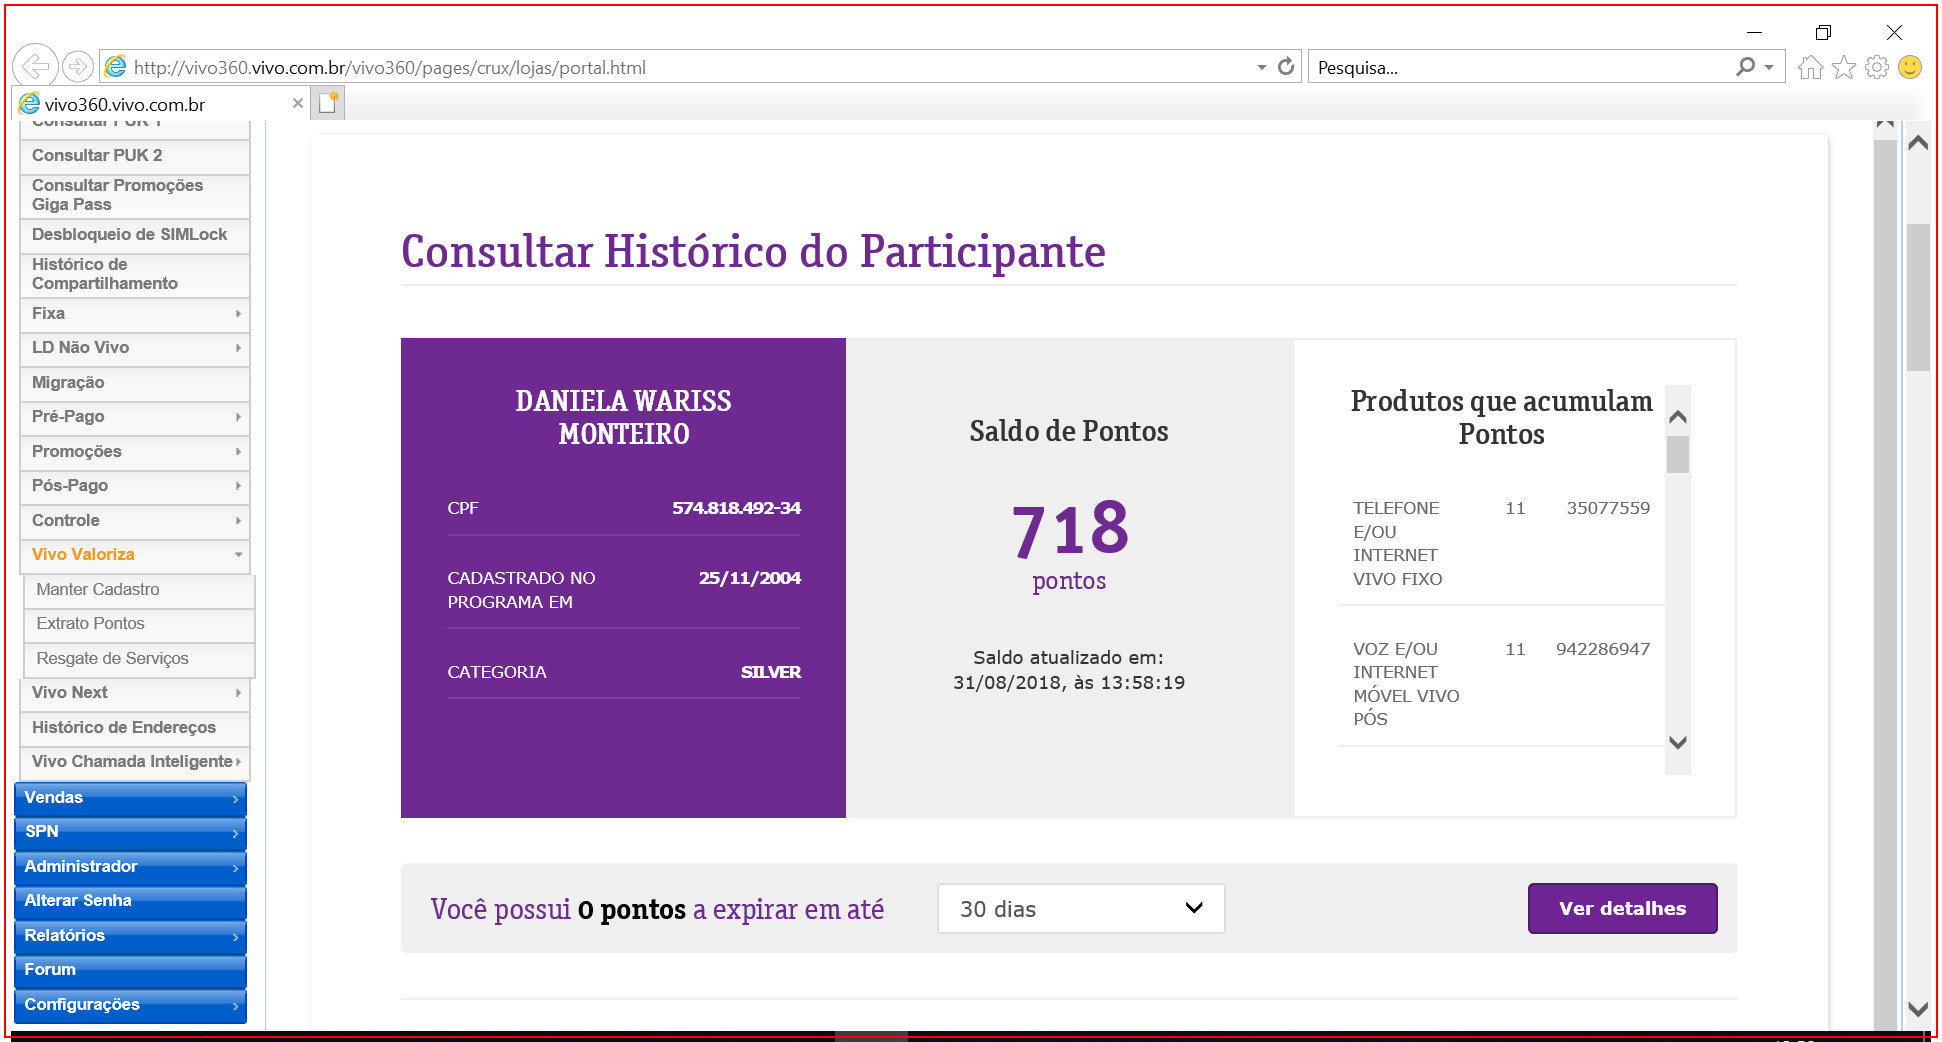 http://vivo360.vivo.com.br/vivo360/pages/crux/lojas/portal.html
Pesquisa...
vivo360.vivo.com.br
Consultar PUK 1
Consultar PUK 2
Consultar Promoções
Giga Pass
Desbloqueio de SIMLock
Histórico de
Compartilhamento
Fixa
LD Não Vivo
Migração
Pré-Pago
Promoções
Pós-Pago
Controle
Vivo Valoriza
Manter Cadastro
Extrato Pontos
Resgate de Serviços
Vivo Next
Histórico de Endereços
Vivo Chamada Inteligente
Vendas
SPN
Administrador
Alterar Senha
Relatórios
Forum
Configurações
Consultar Histórico do Participante
DANIELA WARISS
MONTEIRO
CPF 574.818.492-34
CADASTRADO NO 25/11/2004
PROGRAMA EM
CATEGORIA SILVER
Saldo de Pontos
718
pontos
Saldo atualizado em:
31/08/2018, às 13:58:19
Produtos que acumulam
Pontos
TELEFONE 11 35077559
E/OU
INTERNET
VIVO FIXO
VOZ E/OU 11 942286947
INTERNET
MÓVEL VIVO
PÓS
Você possui 0 pontos a expirar em até 30 dias Ver detalhes